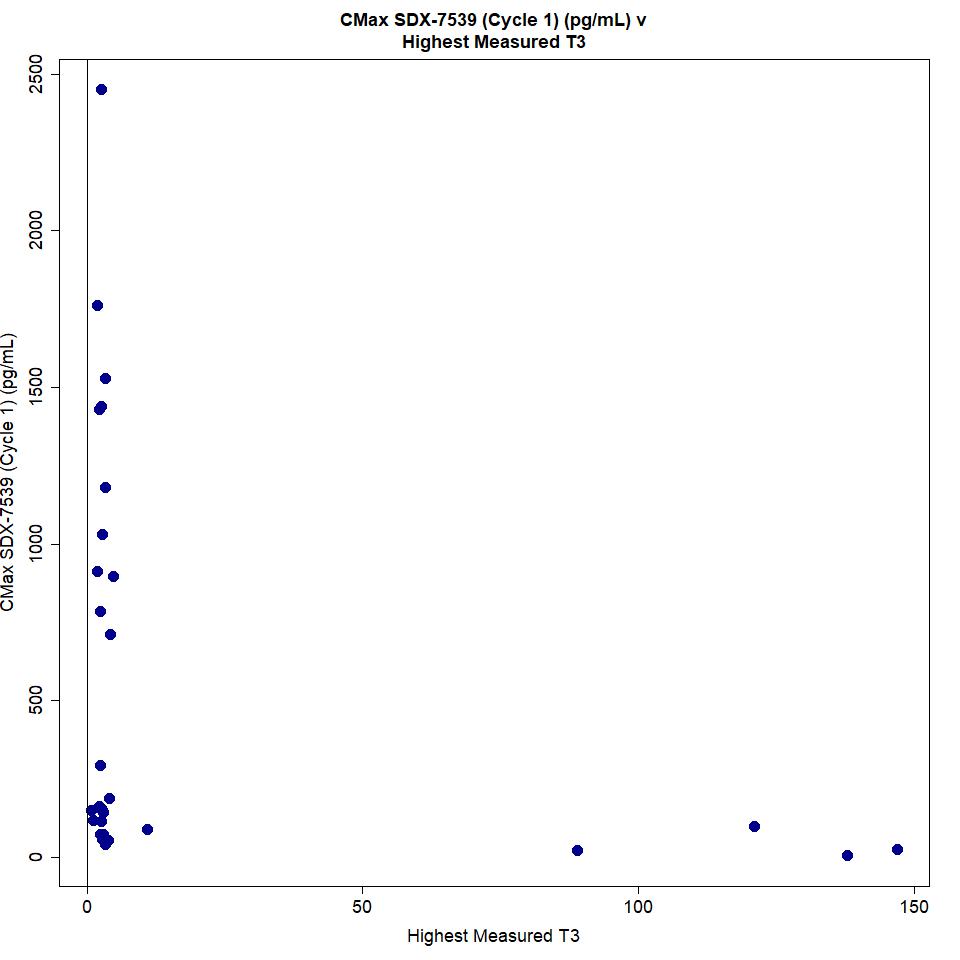 CMax SDX-7539 (Cycle 1) (pg/mL) v
Highest Measured T3
CMax SDX-7539 (Cycle 1) (pg/mL)
2500
2000
1500
1000
500
0
0
50
100
150
Highest Measured T3